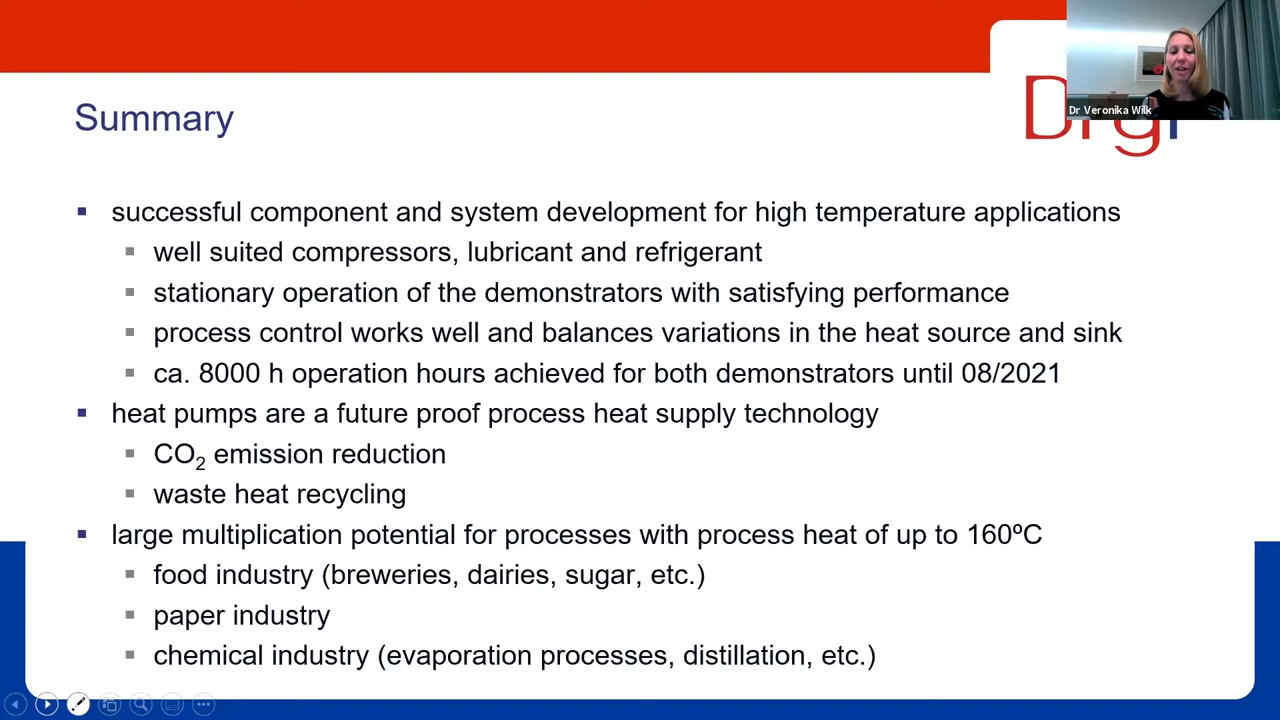 Summary
Dr Veronika Wilk
successful component and system development for high temperature applications
well suited compressors, lubricant and refrigerant
stationary operation of the demonstrators with satisfying performance
process control works well and balances variations in the heat source and sink
ca. 8000 h operation hours achieved for both demonstrators until 08/2021
heat pumps are a future proof process heat supply technology
CO₂ emission reduction
waste heat recycling
large multiplication potential for processes with process heat of up to 160ºC
food industry (breweries, dairies, sugar, etc.)
paper industry
chemical industry (evaporation processes, distillation, etc.)